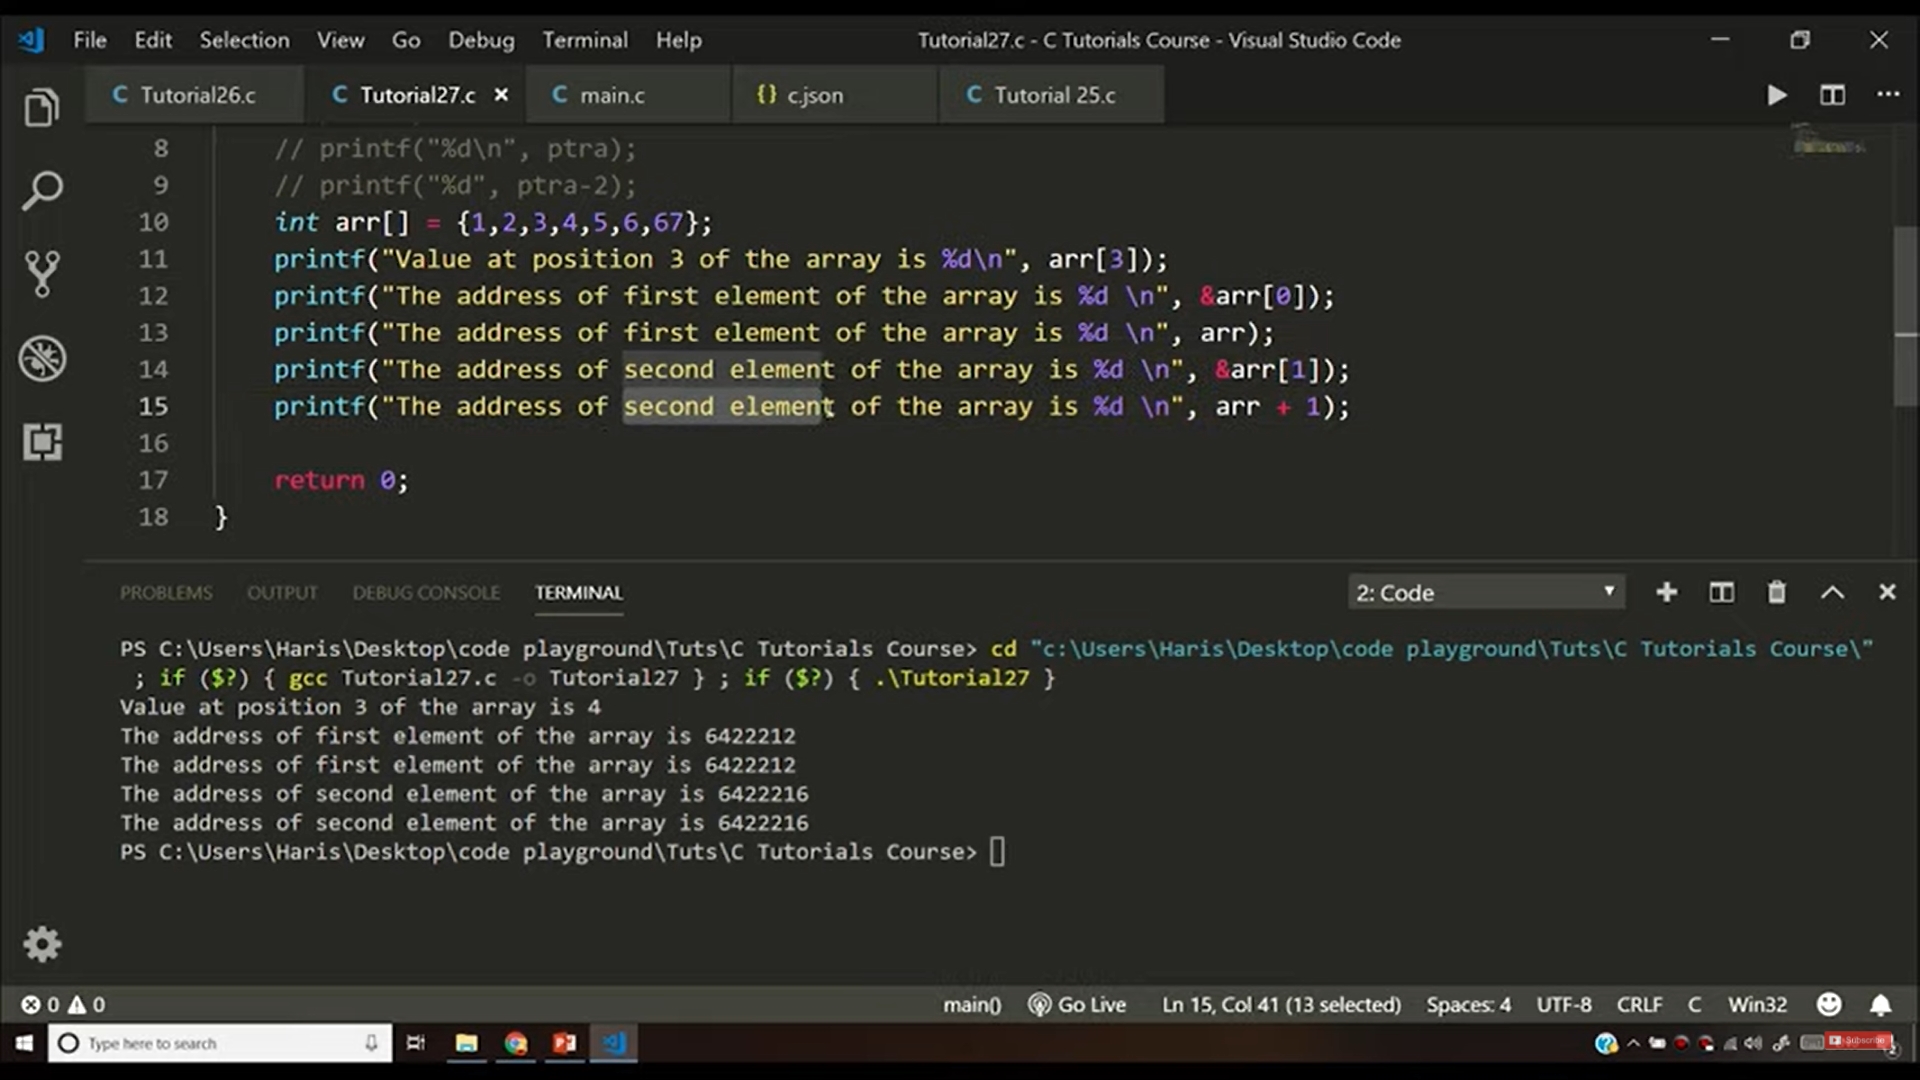 File Edit Selection View Go Debug Terminal Help Tutorial27.c - C Tutorials Course - Visual Studio Code
C Tutorial26.c C Tutorial27.c × C main.c {} c.json C Tutorial 25.c
8 // printf("%d\n", ptra);
9 // printf("%d", ptra-2);
10 int arr[] = {1,2,3,4,5,6,67};
11 printf("Value at position 3 of the array is %d\n", arr[3]);
12 printf("The address of first element of the array is %d \n", &arr[0]);
13 printf("The address of first element of the array is %d \n", arr);
14 printf("The address of second element of the array is %d \n", &arr[1]);
15 printf("The address of second element of the array is %d \n", arr + 1);
16
17 return 0;
18 }
PROBLEMS OUTPUT DEBUG CONSOLE TERMINAL 2: Code
PS C:\Users\Haris\Desktop\code playground\Tuts\C Tutorials Course> cd "c:\Users\Haris\Desktop\code playground\Tuts\C Tutorials Course\"
; if ($?) { gcc Tutorial27.c -o Tutorial27 } ; if ($?) { .\Tutorial27 }
Value at position 3 of the array is 4
The address of first element of the array is 6422212
The address of first element of the array is 6422212
The address of second element of the array is 6422216
The address of second element of the array is 6422216
PS C:\Users\Haris\Desktop\code playground\Tuts\C Tutorials Course>
0 0 main() Go Live Ln 15, Col 41 (13 selected) Spaces: 4 UTF-8 CRLF C Win32
Type here to search Subscribe